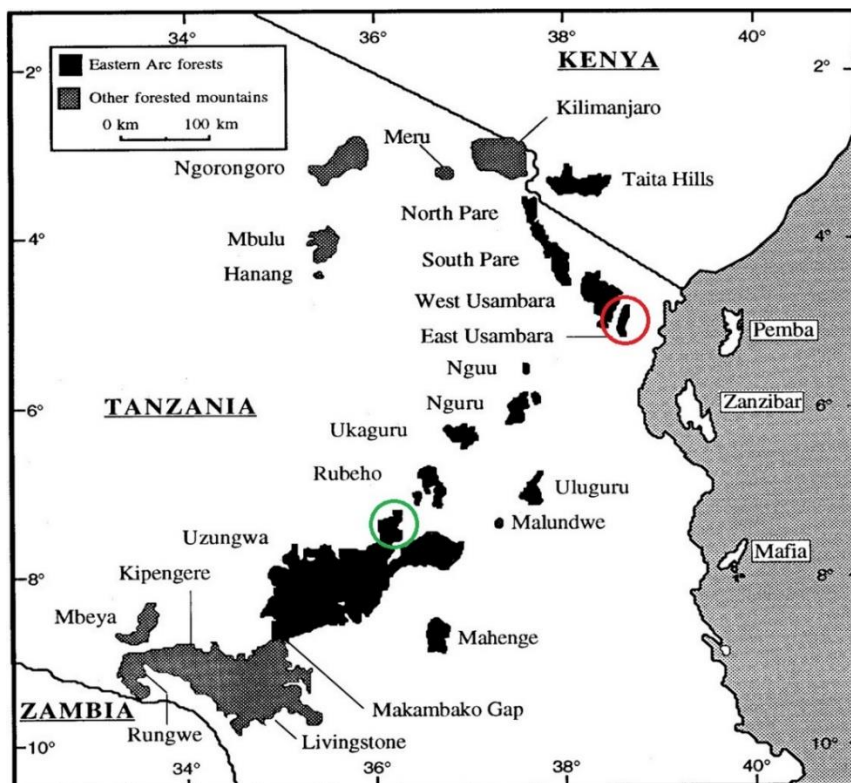 34° 36° 38° 40°
Eastern Arc forests
Other forested mountains
0 km 100 km
KENYA
2° 2°
Kilimanjaro
Meru
Ngorongoro
Taita Hills
North Pare
Mbulu
4° 4°
South Pare
Hanang
West Usambara
East Usambara
Pemba
Nguu
TANZANIA
Nguru
Zanzibar
6° 6°
Ukaguru
Rubeho
Uluguru
Malundwe
Uzungwa
Mafia
Kipengere
8° 8°
Mbeya
Mahenge
Makambako Gap
ZAMBIA
Rungwe
Livingstone
10° 10°
34° 36° 38° 40°